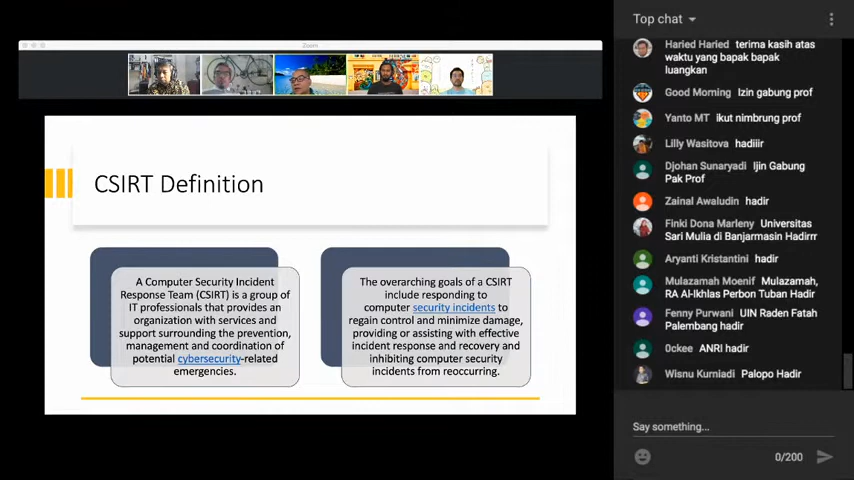 Zoom
CSIRT Definition
A Computer Security Incident
Response Team (CSIRT) is a group of
IT professionals that provides an
organization with services and
support surrounding the prevention,
management and coordination of
potential cybersecurity-related
emergencies.
The overarching goals of a CSIRT
include responding to
computer security incidents to
regain control and minimize damage,
providing or assisting with effective
incident response and recovery and
inhibiting computer security
incidents from reoccurring.
Top chat
Haried Haried terima kasih atas
waktu yang bapak bapak
luangkan
Good Morning Izin gabung prof
Yanto MT ikut nimbrung prof
Lilly Wasitova hadiiir
Djohan Sunaryadi Ijin Gabung
Pak Prof
Zainal Awaludin hadir
Finki Dona Marleny Universitas
Sari Mulia di Banjarmasin Hadirrr
Aryanti Kristantini hadir
Mulazamah Moenif Mulazamah,
RA Al-Ikhlas Perbon Tuban Hadir
Fenny Purwani UIN Raden Fatah
Palembang hadir
0ckee ANRI hadir
Wisnu Kurniadi Palopo Hadir
Say something...
0/200